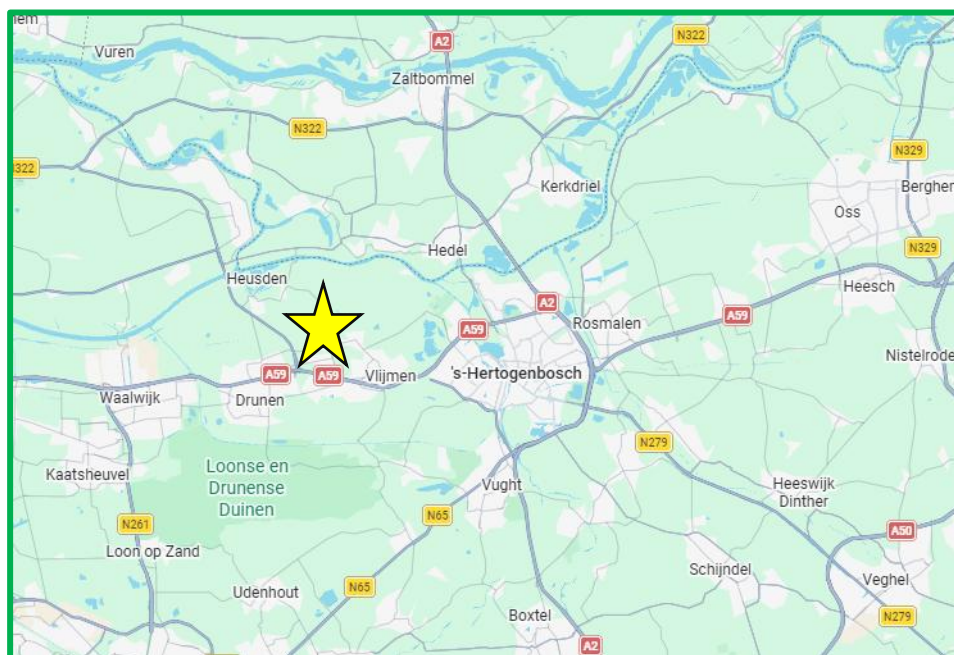 nem
Vuren
A2
N322
Zaltbommel
N322
N322
N329
Kerkdriel
Berghem
Oss
Hedel
N329
Heusden
Heesch
A2
A59
Rosmalen
A59
Nistelrode
A59
A59
Vlijmen
's-Hertogenbosch
Waalwijk
Drunen
N279
Kaatsheuvel
Loonse en
Drunense
Duinen
Vught
Heeswijk
Dinther
N65
N261
A50
Loon op Zand
Schijndel
Veghel
N65
Udenhout
N279
Boxtel
A2